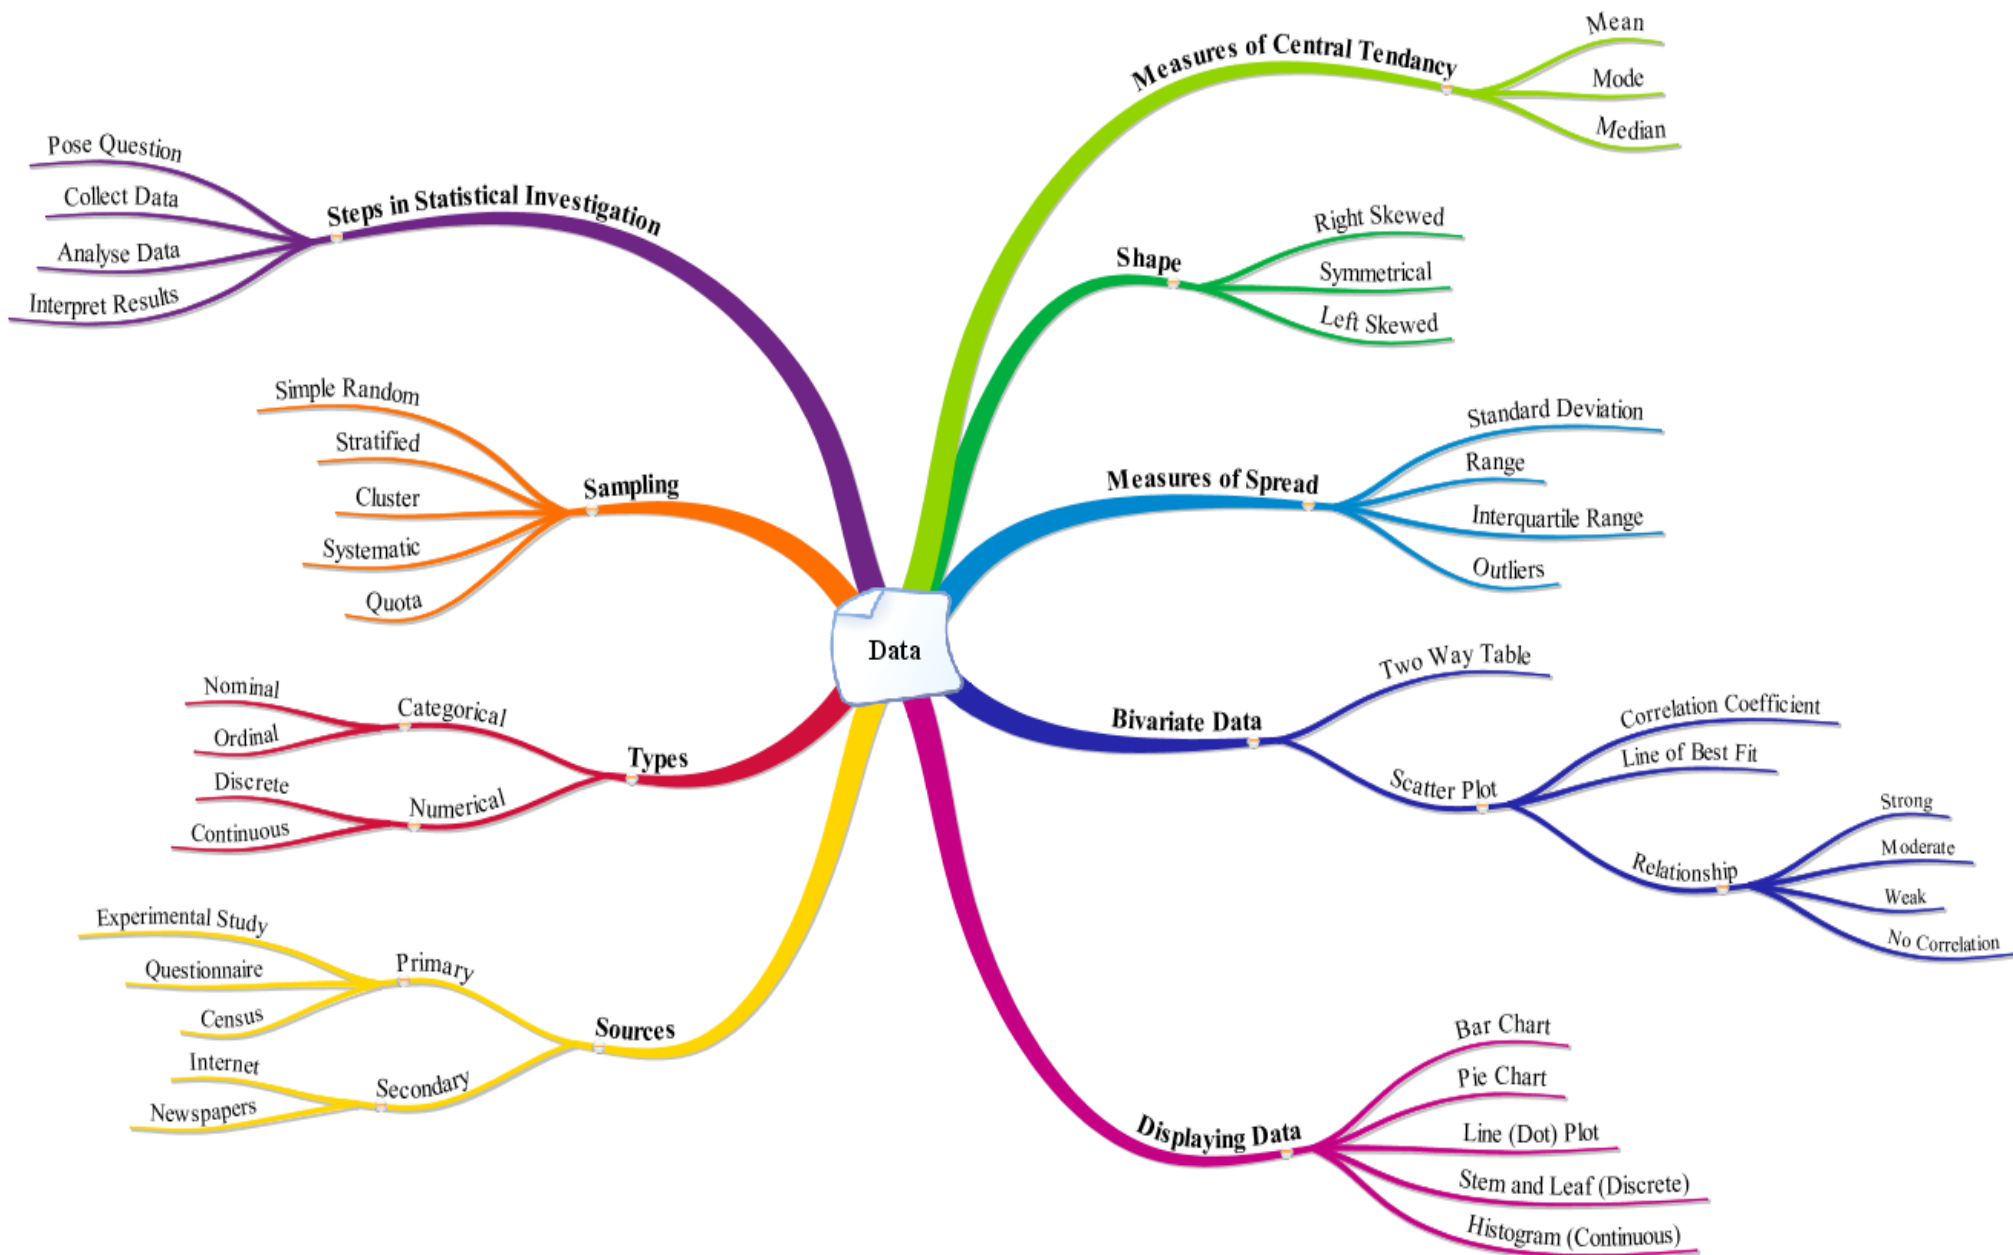 Data
Measures of Central Tendancy
Mean
Mode
Median
Shape
Right Skewed
Symmetrical
Left Skewed
Measures of Spread
Standard Deviation
Range
Interquartile Range
Outliers
Bivariate Data
Two Way Table
Scatter Plot
Correlation Coefficient
Line of Best Fit
Relationship
Strong
Moderate
Weak
No Correlation
Displaying Data
Bar Chart
Pie Chart
Line (Dot) Plot
Stem and Leaf (Discrete)
Histogram (Continuous)
Steps in Statistical Investigation
Pose Question
Collect Data
Analyse Data
Interpret Results
Sampling
Simple Random
Stratified
Cluster
Systematic
Quota
Types
Categorical
Nominal
Ordinal
Numerical
Discrete
Continuous
Sources
Primary
Experimental Study
Questionnaire
Census
Secondary
Internet
Newspapers